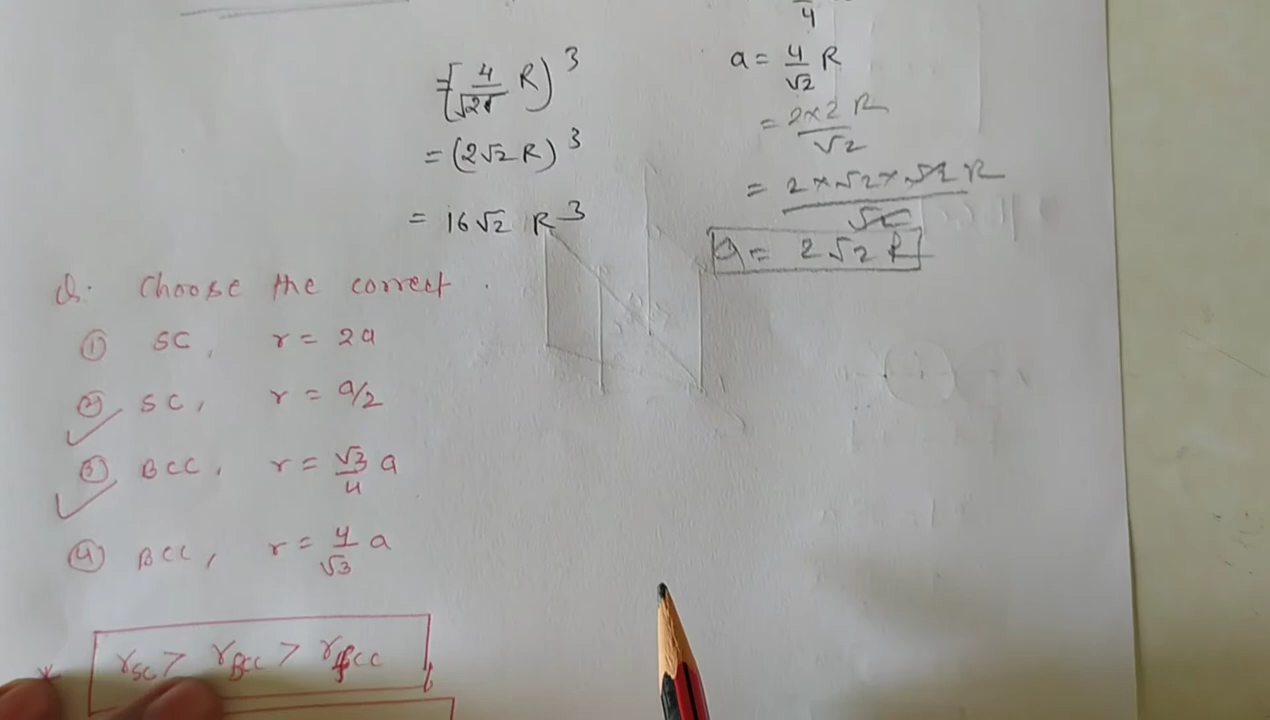 4
= (4/√2 R)³
= (2√2 R)³
= 16√2 R³
a = 4/√2 R
= 2×2 R/√2
= 2×√2×√2 R/√2
a = 2√2 R
Q. Choose the correct.
① SC, r = 2a
② SC, r = a/2
③ BCC, r = √3/4 a
④ BCC, r = 4/√3 a
* r_SC > r_BCC > r_FCC